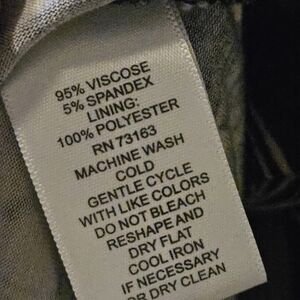 95% VISCOSE
5% SPANDEX
LINING:
100% POLYESTER
RN 73163
MACHINE WASH
COLD
GENTLE CYCLE
WITH LIKE COLORS
DO NOT BLEACH
RESHAPE AND
DRY FLAT
COOL IRON
IF NECESSARY
OR DRY CLEAN